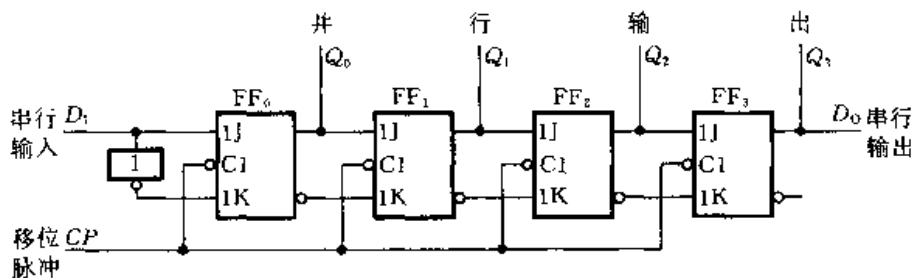 并 行 输 出
Q₀ Q₁ Q₂ Q₃
FF₀ FF₁ FF₂ FF₃
串行 Dᵢ 1J 1J 1J 1J D₀ 串行
输入 1 C1 C1 C1 C1 输出
1K 1K 1K 1K
移位 CP
脉冲